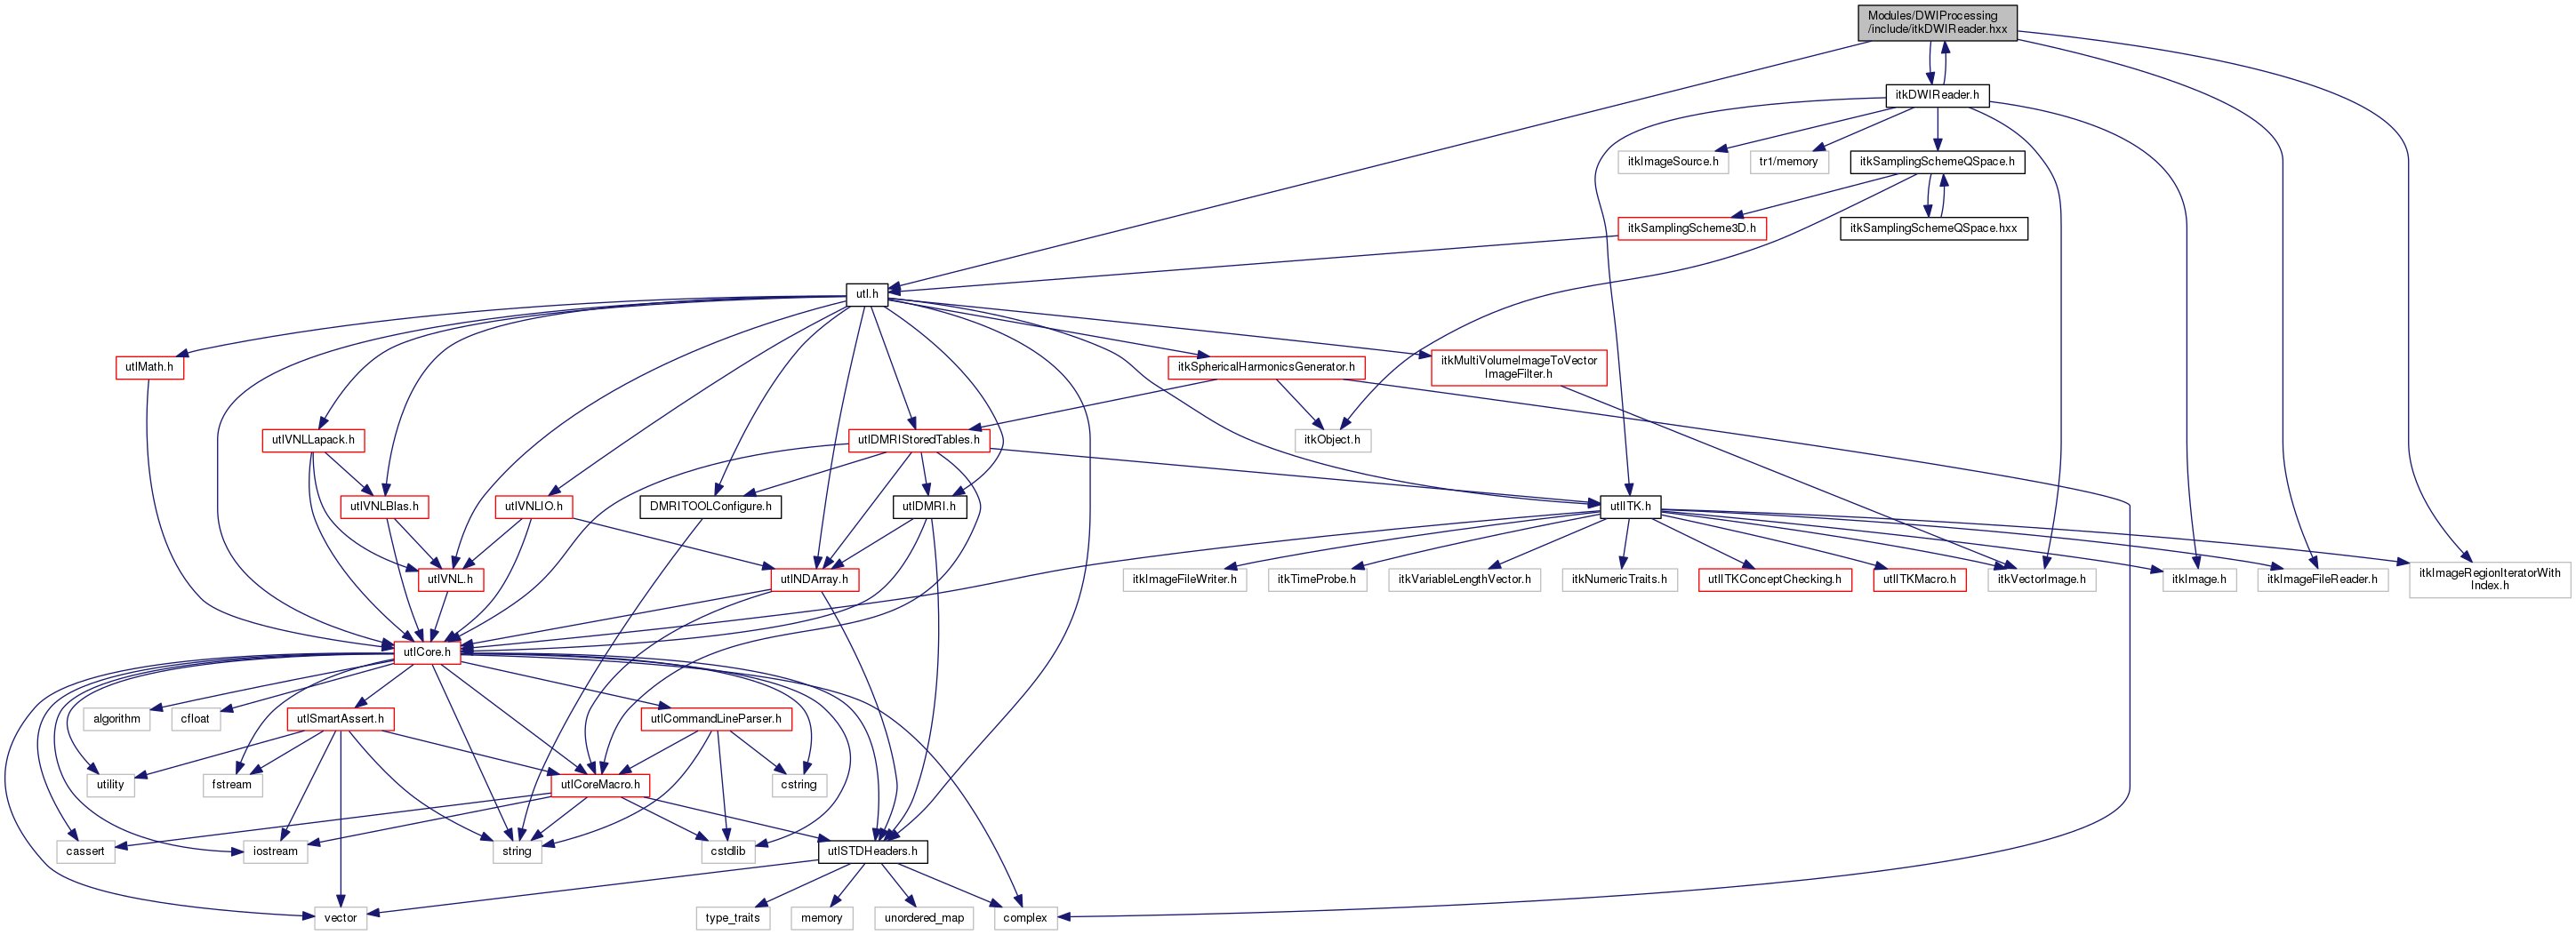 Modules/DWIProcessing
/include/itkDWIReader.hxx
itkDWIReader.h
itkImageSource.h
tr1/memory
itkSamplingSchemeQSpace.h
itkSamplingScheme3D.h
itkSamplingSchemeQSpace.hxx
utl.h
utlMath.h
itkSphericalHarmonicsGenerator.h
itkMultiVolumeImageToVector
ImageFilter.h
utlVNLLapack.h
utlDMRIStoredTables.h
itkObject.h
utlVNLBlas.h
utlVNLIO.h
DMRITOOLConfigure.h
utlDMRI.h
utlITK.h
utlVNL.h
utlNDArray.h
itkImageFileWriter.h
itkTimeProbe.h
itkVariableLengthVector.h
itkNumericTraits.h
utlITKConceptChecking.h
utlITKMacro.h
itkVectorImage.h
itkImage.h
itkImageFileReader.h
itkImageRegionIteratorWith
Index.h
utlCore.h
algorithm
cfloat
utlSmartAssert.h
utlCommandLineParser.h
utility
fstream
utlCoreMacro.h
cstring
cassert
iostream
string
cstdlib
utlSTDHeaders.h
vector
type_traits
memory
unordered_map
complex